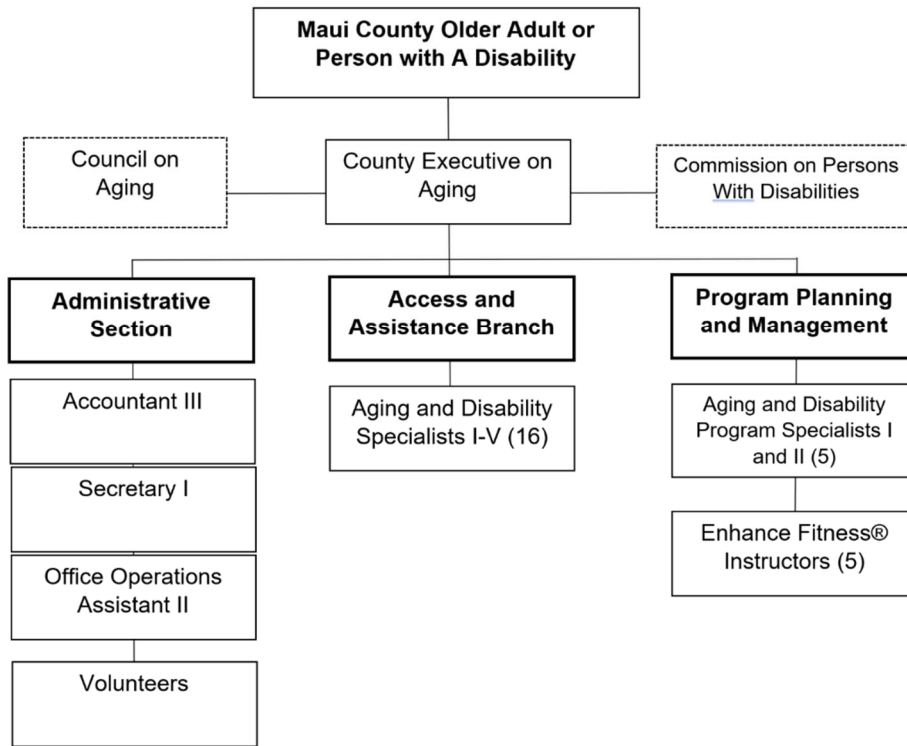 Maui County Older Adult or
Person with A Disability
Council on
Aging
County Executive on
Aging
Commission on Persons
With Disabilities
Administrative
Section
Access and
Assistance Branch
Program Planning
and Management
Accountant III
Secretary I
Office Operations
Assistant II
Volunteers
Aging and Disability
Specialists I-V (16)
Aging and Disability
Program Specialists I
and II (5)
Enhance Fitness®
Instructors (5)